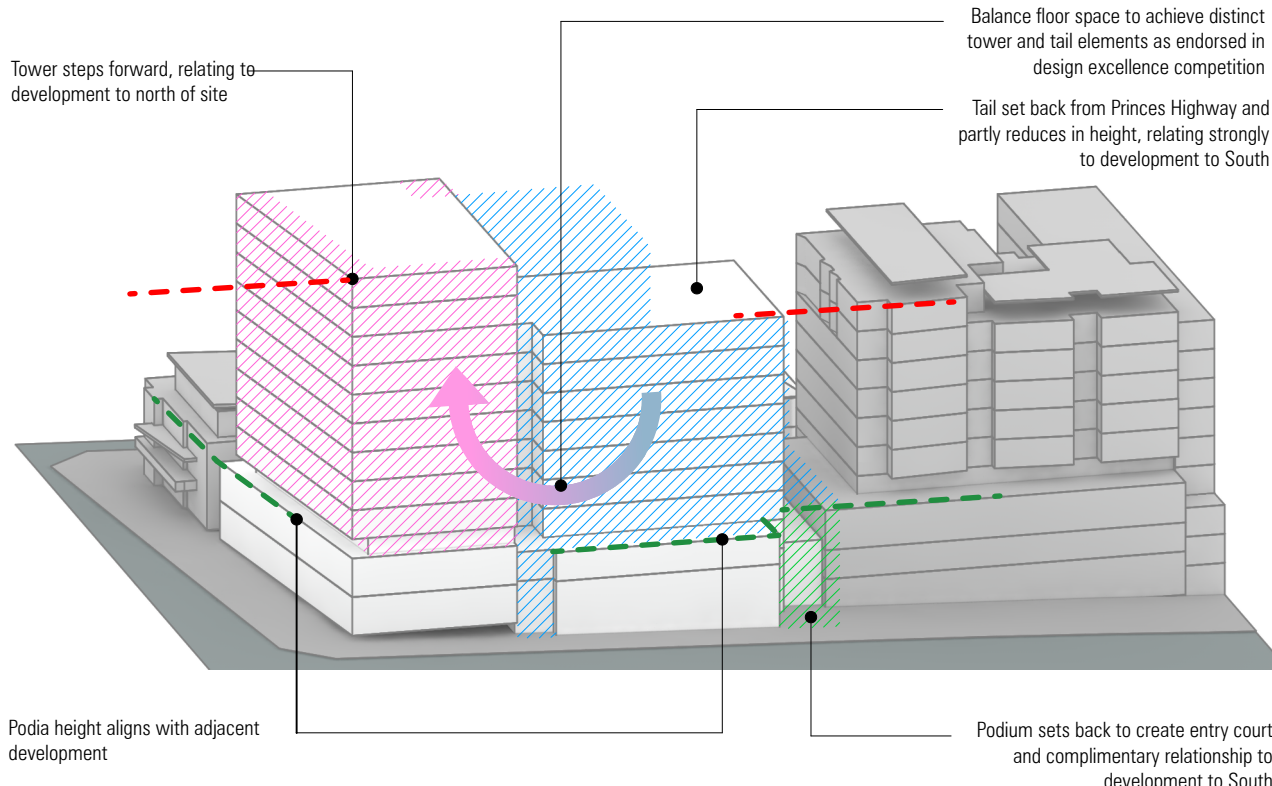 Balance floor space to achieve distinct
tower and tail elements as endorsed in
design excellence competition
Tower steps forward, relating to
development to north of site
Tail set back from Princes Highway and
partly reduces in height, relating strongly
to development to South
Podia height aligns with adjacent
development
Podium sets back to create entry court
and complimentary relationship to
development to South